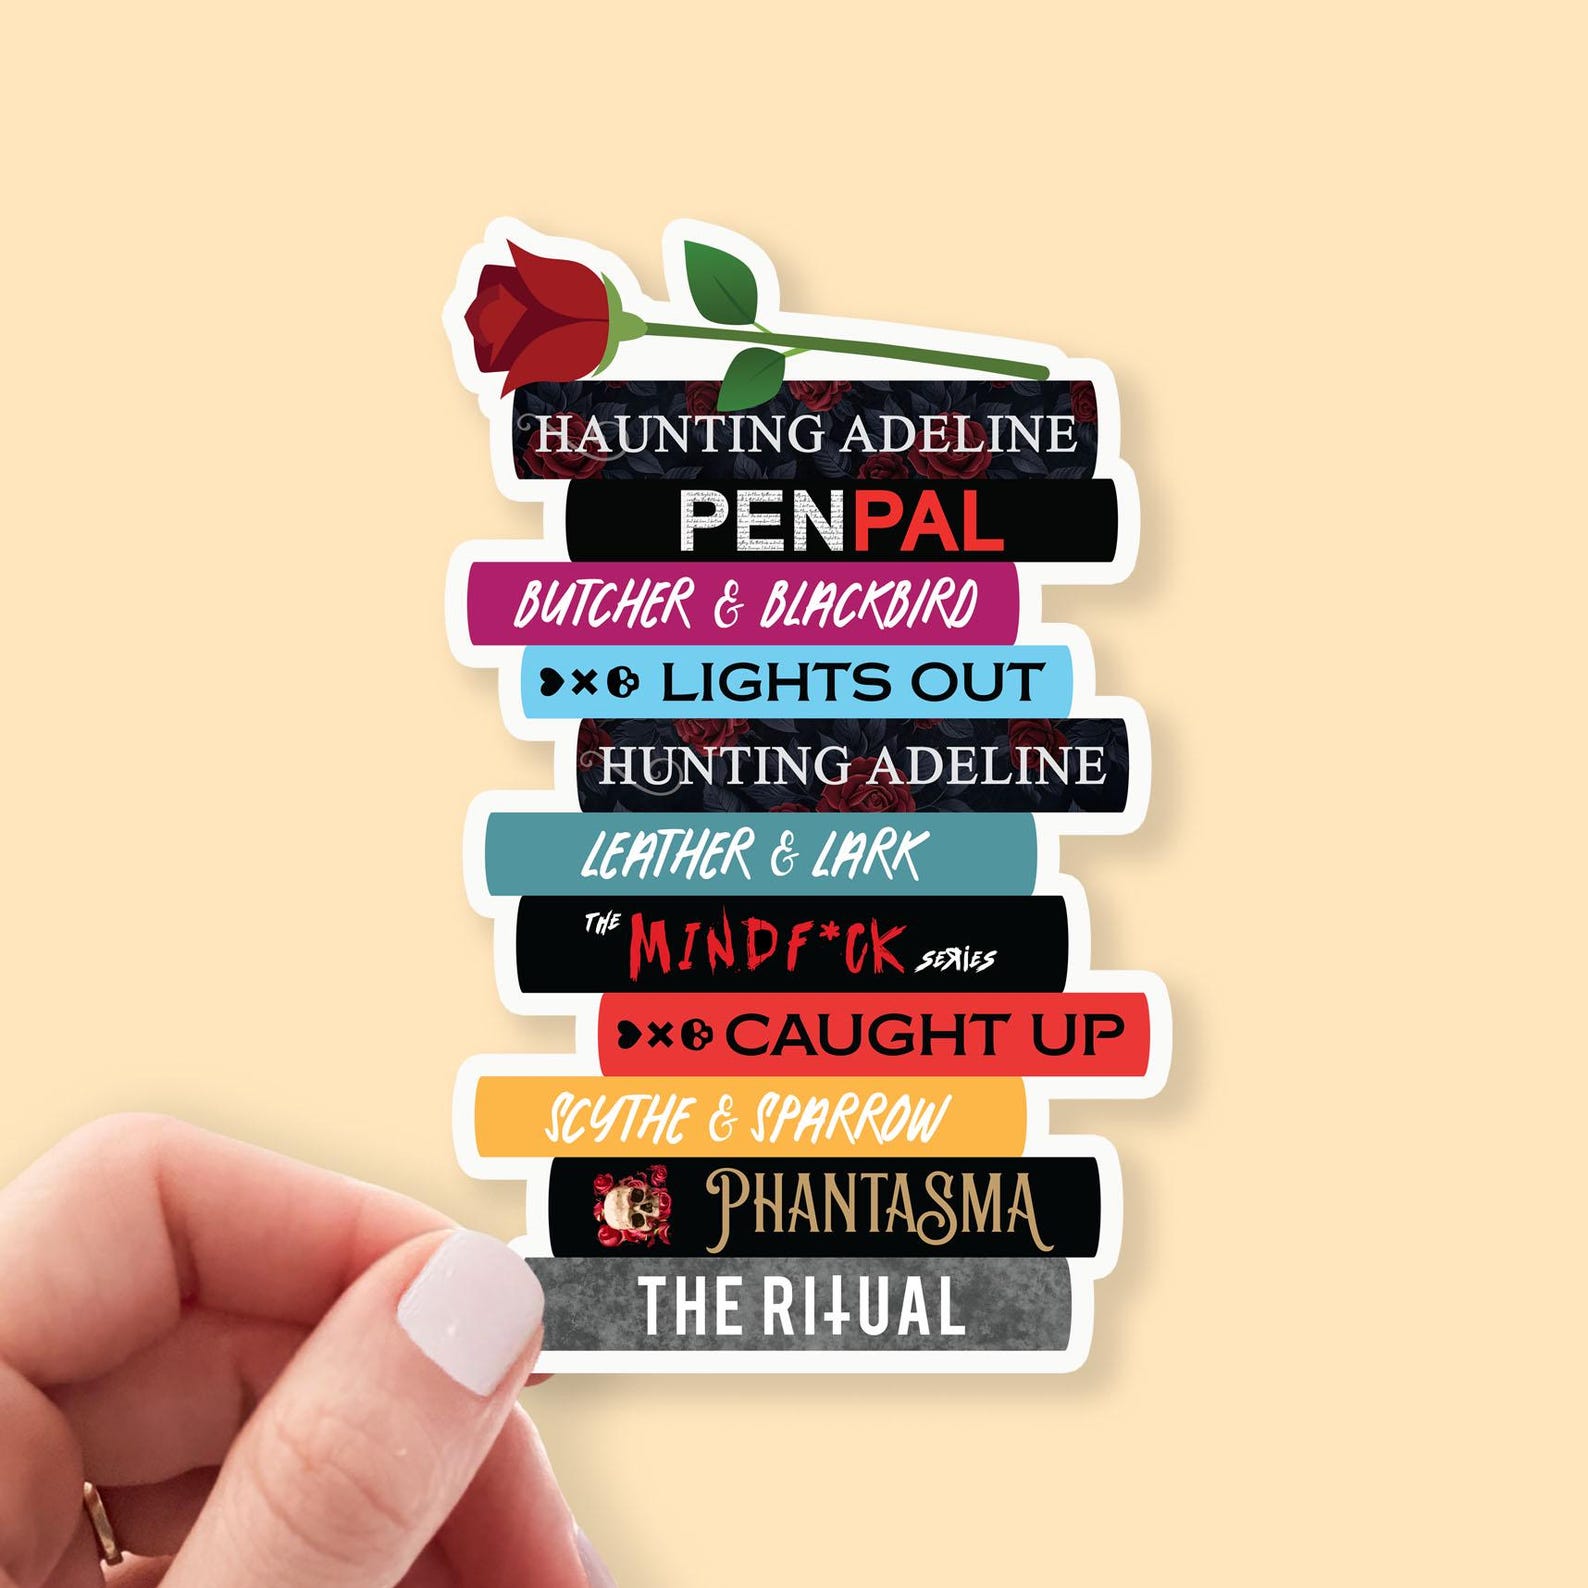 HAUNTING ADELINE
PENPAL
BUTCHER & BLACKBIRD
LIGHTS OUT
HUNTING ADELINE
LEATHER & LARK
THE MINDF*CK SERIES
CAUGHT UP
SCYTHE & SPARROW
PHANTASMA
THE RITUAL